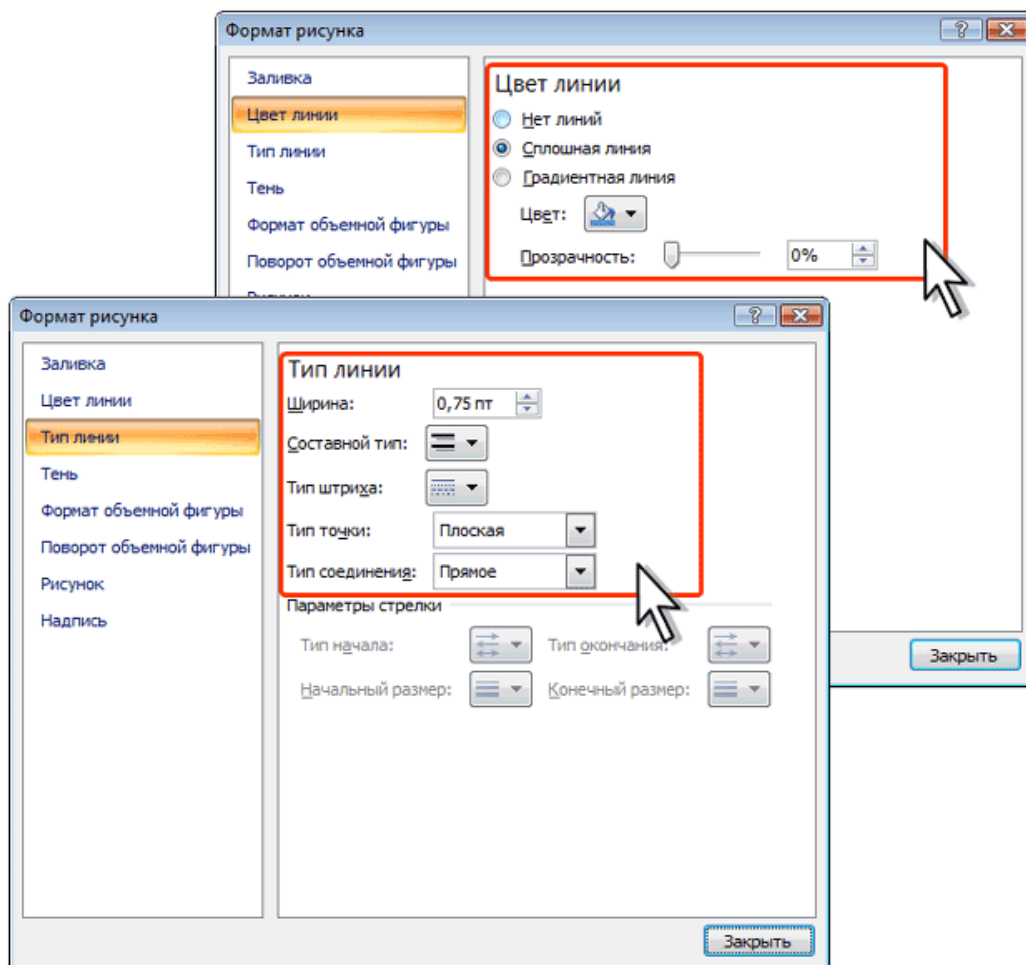 Формат рисунка
Заливка
Цвет линии
Тип линии
Тень
Формат объемной фигуры
Поворот объемной фигуры
Цвет линии
Нет линий
Сплошная линия
Градиентная линия
Цвет:
Прозрачность: 0%
Закрыть
Формат рисунка
Заливка
Цвет линии
Тип линии
Тень
Формат объемной фигуры
Поворот объемной фигуры
Рисунок
Надпись
Тип линии
Ширина: 0,75 пт
Составной тип:
Тип штриха:
Тип точки: Плоская
Тип соединения: Прямое
Параметры стрелки
Тип начала: Тип окончания:
Начальный размер: Конечный размер:
Закрыть